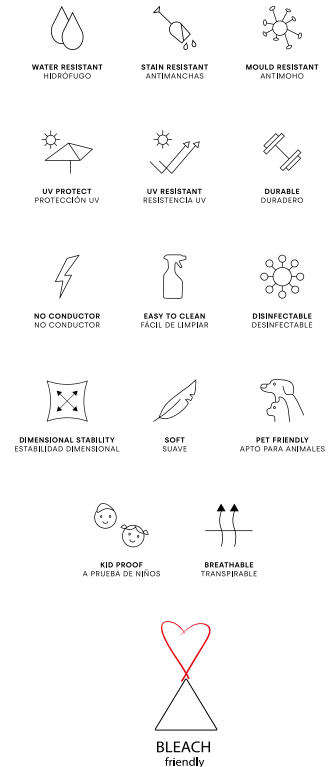 WATER RESISTANT
HIDRÓFUGO
STAIN RESISTANT
ANTIMANCHAS
MOULD RESISTANT
ANTIMOHO
UV PROTECT
PROTECCIÓN UV
UV RESISTANT
RESISTENCIA UV
DURABLE
DURADERO
NO CONDUCTOR
NO CONDUCTOR
EASY TO CLEAN
FÁCIL DE LIMPIAR
DISINFECTABLE
DESINFECTABLE
DIMENSIONAL STABILITY
ESTABILIDAD DIMENSIONAL
SOFT
SUAVE
PET FRIENDLY
APTO PARA ANIMALES
KID PROOF
A PRUEBA DE NIÑOS
BREATHABLE
TRANSPIRABLE
BLEACH
friendly